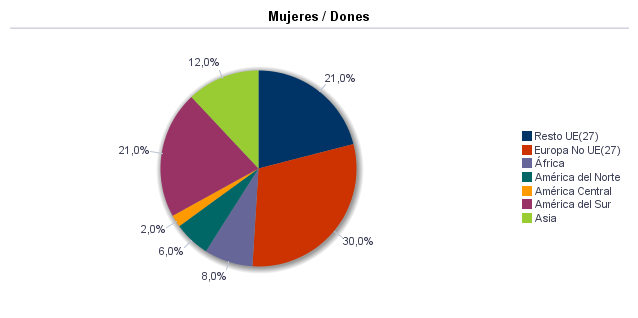 Mujeres / Dones
12,0%
21,0%
21,0%
2,0%
6,0%
8,0%
30,0%
Resto UE(27)
Europa No UE(27)
África
América del Norte
América Central
América del Sur
Asia